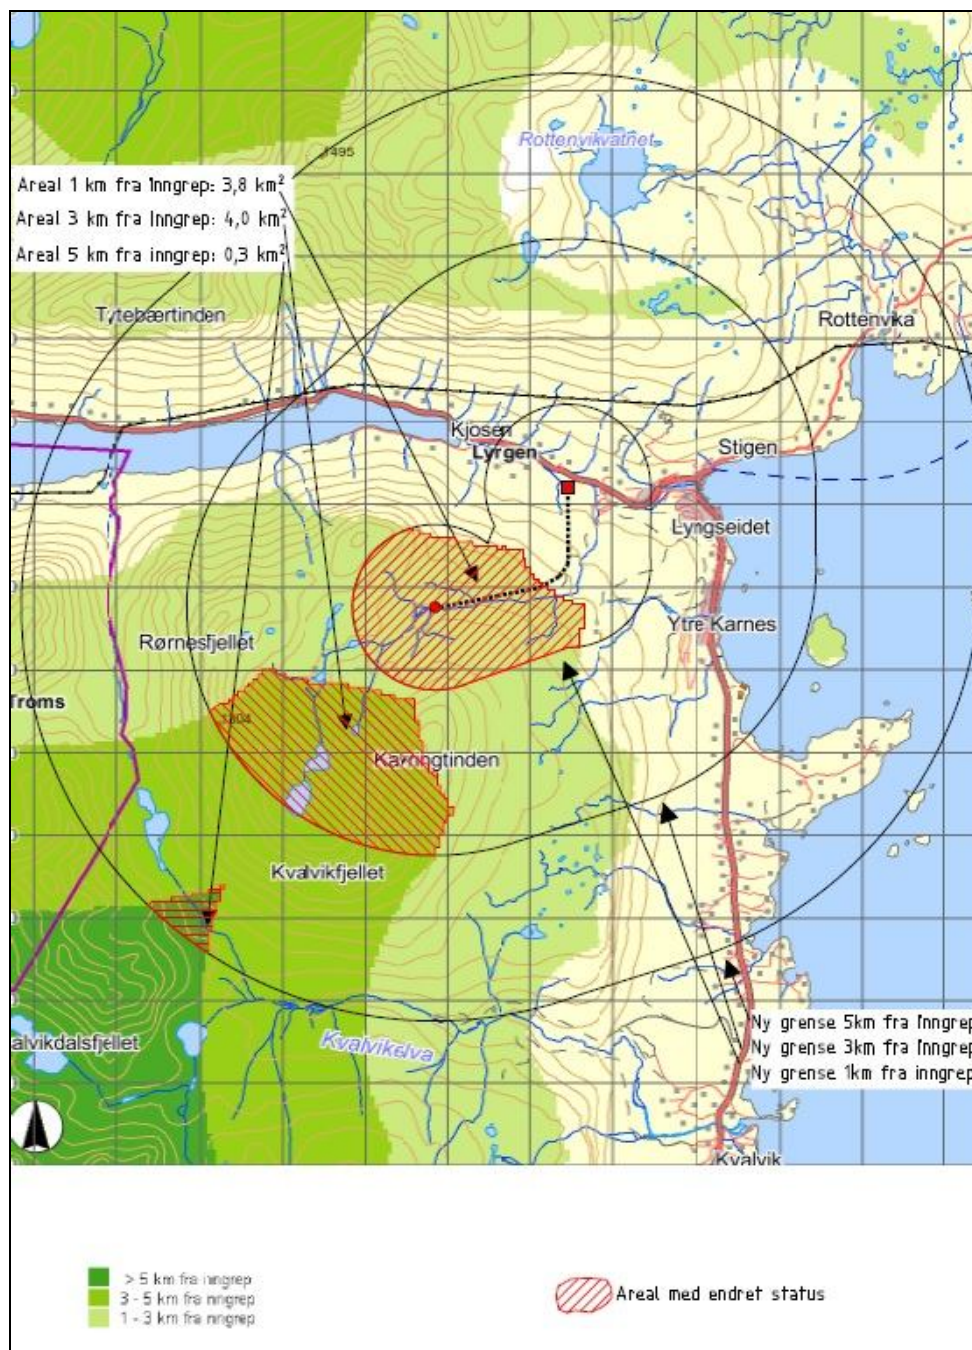 Rottenvikvatnet
1495
Areal 1 km fra Inngrep: 3,8 km²
Areal 3 km fra Inngrep: 4,0 km²
Areal 5 km fra inngrep: 0,3 km²
Tytebærtinden
Rottenvika
Kjosen
Lyngen
Stigen
Lyngseidet
Ytre Karnes
Rørnesfjellet
Troms
1304
Karringtinden
Kvalvikfjellet
Ny grense 5km fra Inngrep
Ny grense 3km fra Inngrep
Ny grense 1km fra inngrep
alvikdalsfjellet
Kvalvikelva
Kvalvik
> 5 km fra inngrep
3 - 5 km fra inngrep
1 - 3 km fra inngrep
Areal med endret status